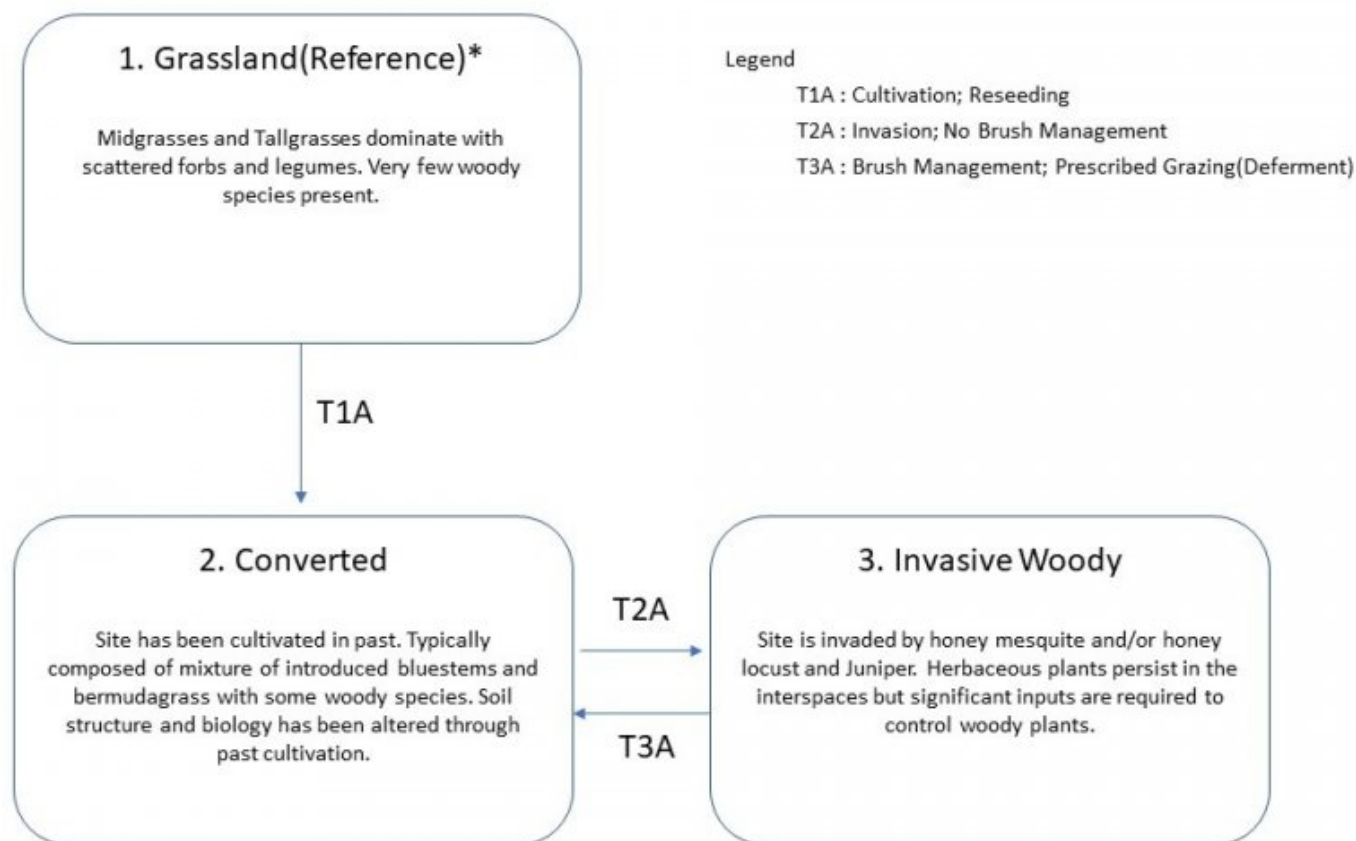 1. Grassland(Reference)*
Midgrasses and Tallgrasses dominate with
scattered forbs and legumes. Very few woody
species present.
Legend
T1A : Cultivation; Reseeding
T2A : Invasion; No Brush Management
T3A : Brush Management; Prescribed Grazing(Deferment)
T1A
2. Converted
Site has been cultivated in past. Typically
composed of mixture of introduced bluestems and
bermudagrass with some woody species. Soil
structure and biology has been altered through
past cultivation.
T2A
T3A
3. Invasive Woody
Site is invaded by honey mesquite and/or honey
locust and Juniper. Herbaceous plants persist in the
interspaces but significant inputs are required to
control woody plants.